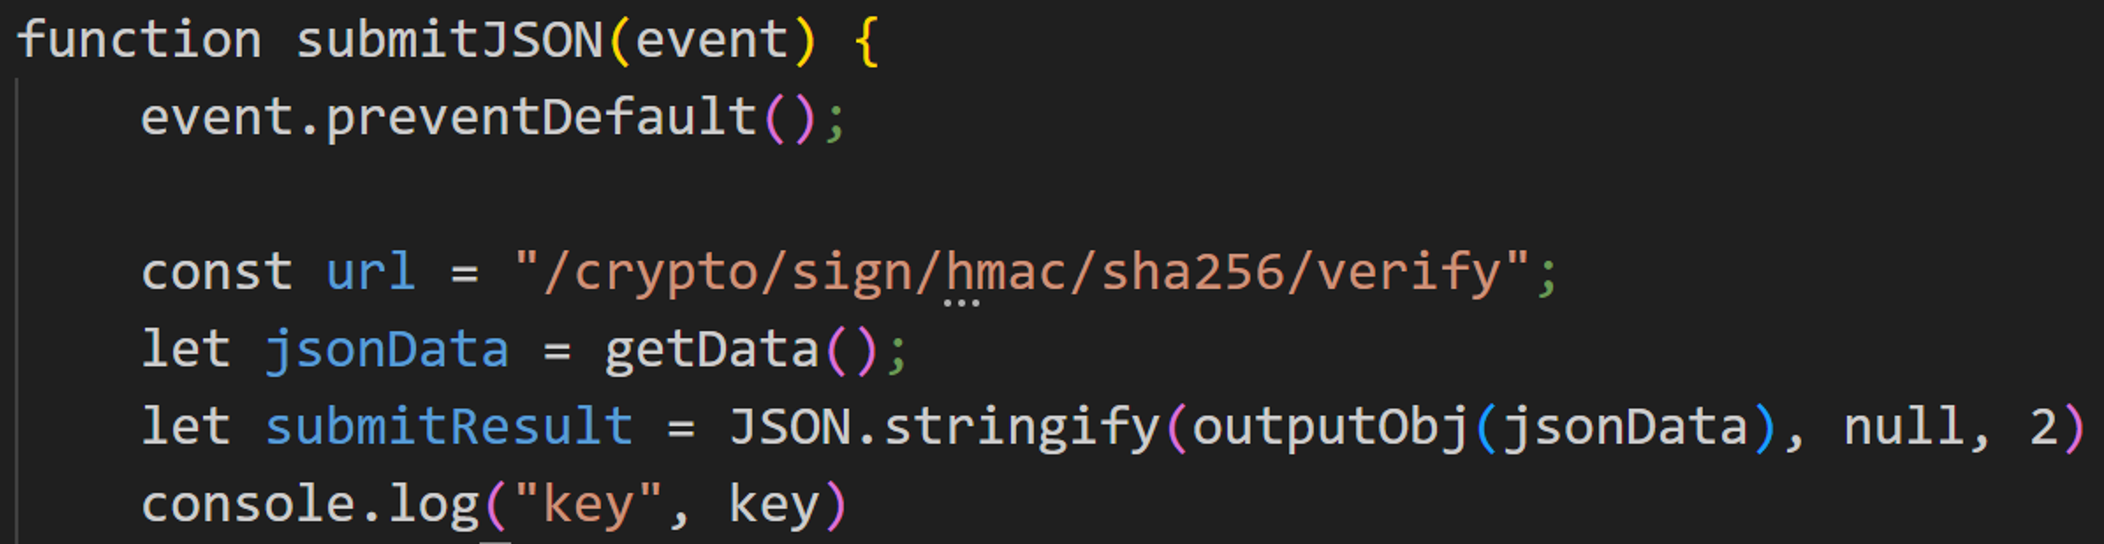 function submitJSON(event) {
event.preventDefault();
const url = "/crypto/sign/hmac/sha256/verify";
let jsonData = getData();
let submitResult = JSON.stringify(outputObj(jsonData), null, 2)
console.log("key", key)